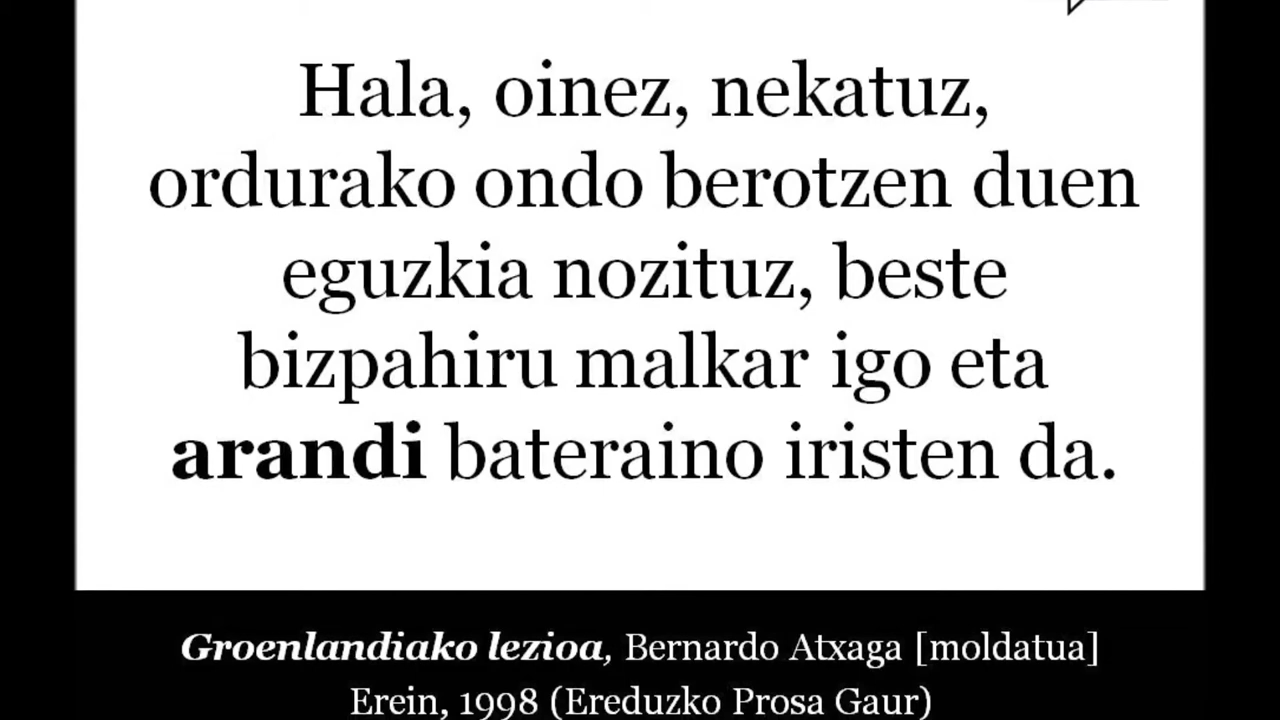 Hala, oinez, nekatuz,
ordurako ondo berotzen duen
eguzkia nozituz, beste
bizpahiru malkar igo eta
arandi bateraino iristen da.
Groenlandiako lezioa, Bernardo Atxaga [moldatua]
Erein, 1998 (Ereduzko Prosa Gaur)